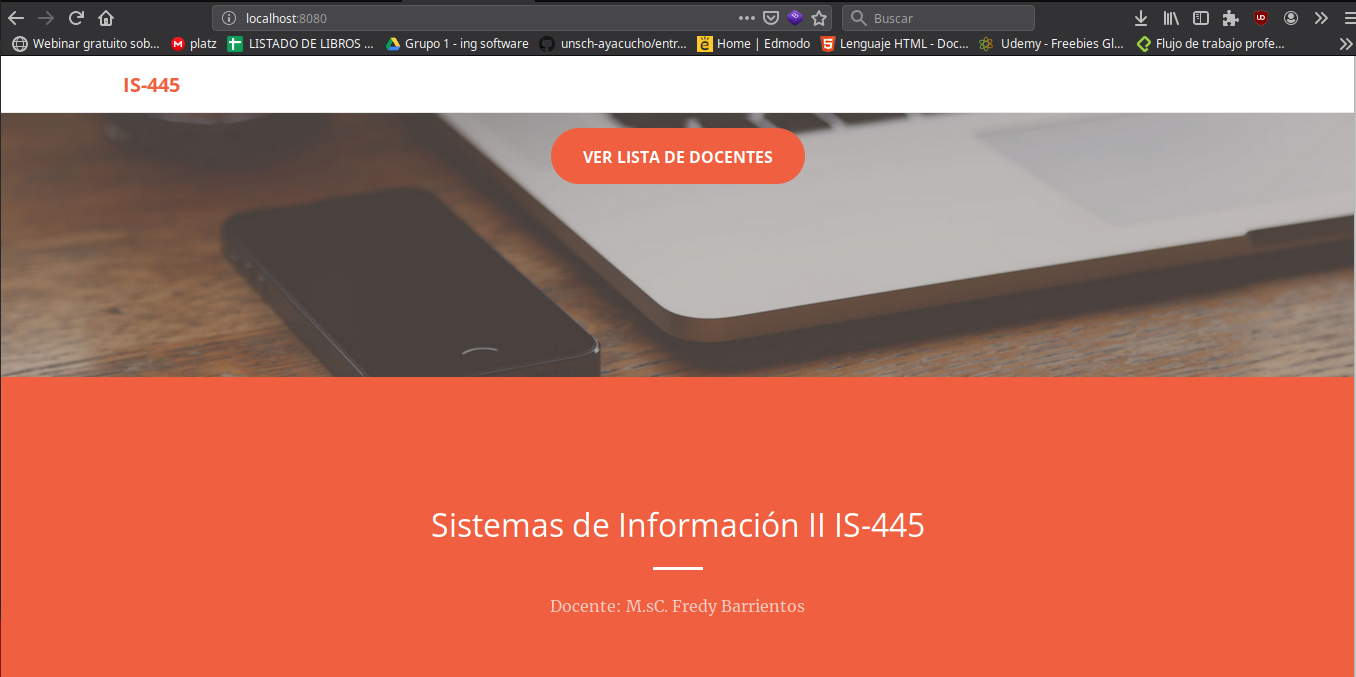 localhost:8080
Buscar
Webinar gratuito sob...
platz
LISTADO DE LIBROS ...
Grupo 1 - ing software
unsch-ayacucho/entr...
Home | Edmodo
Lenguaje HTML - Doc...
Udemy - Freebies Gl...
Flujo de trabajo profe...
IS-445
VER LISTA DE DOCENTES
Sistemas de Información II IS-445
Docente: M.sC. Fredy Barrientos